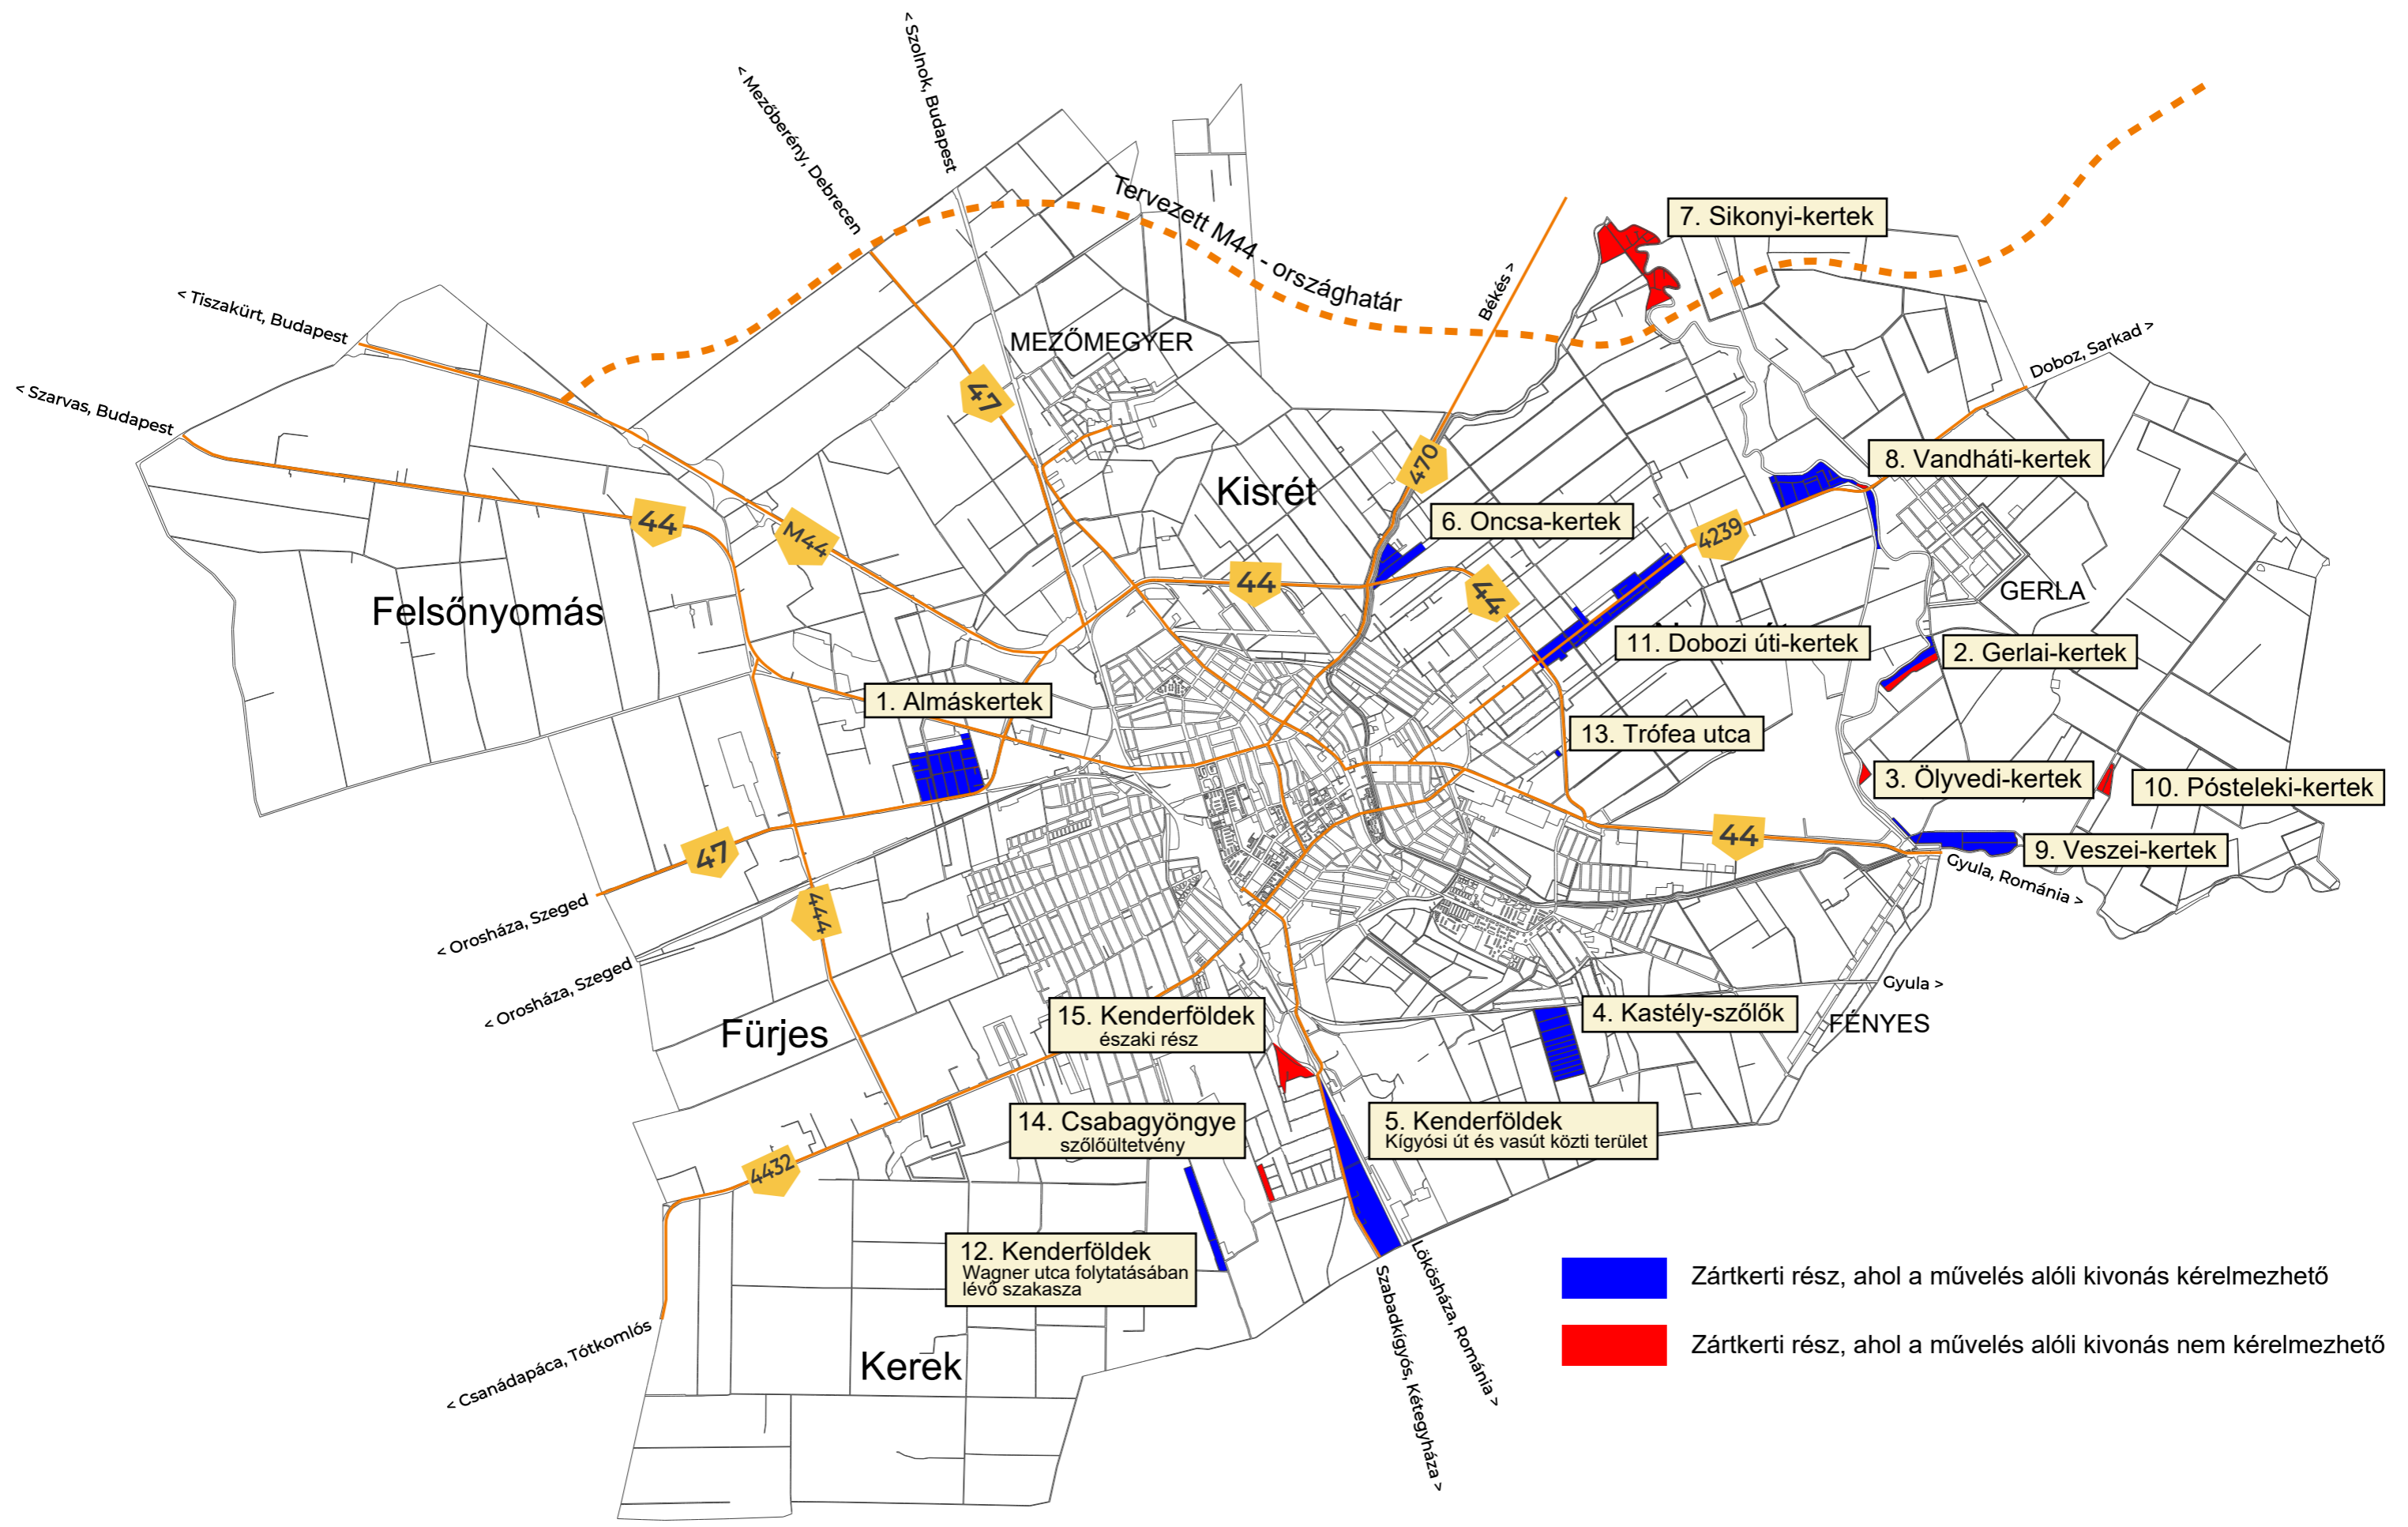 < Szolnok, Budapest
< Mezőberény, Debrecen
Tervezett M44 - országhatár
7. Sikonyi-kertek
Békés >
< Tiszakürt, Budapest
MEZŐMEGYER
Doboz, Sarkad >
< Szarvas, Budapest
47
470
8. Vandháti-kertek
Kisrét
44
M44
6. Oncsa-kertek
4239
44
44
GERLA
Felsőnyomás
11. Dobozi úti-kertek
2. Gerlai-kertek
1. Almáskertek
13. Trófea utca
3. Ölyvedi-kertek
10. Pósteleki-kertek
44
47
9. Veszei-kertek
Gyula, Románia >
444
< Orosháza, Szeged
< Orosháza, Szeged
Gyula >
15. Kenderföldek
északi rész
4. Kastély-szőlők
FÉNYES
Fürjes
14. Csabagyöngye
szőlőültetvény
5. Kenderföldek
Kígyósi út és vasút közti terület
4432
12. Kenderföldek
Wagner utca folytatásában
lévő szakasza
Lökösháza, Románia >
Szabadkígyós, Kétegyháza >
Zártkerti rész, ahol a művelés alóli kivonás kérelmezhető
Zártkerti rész, ahol a művelés alóli kivonás nem kérelmezhető
< Csanádapáca, Tótkomlós
Kerek